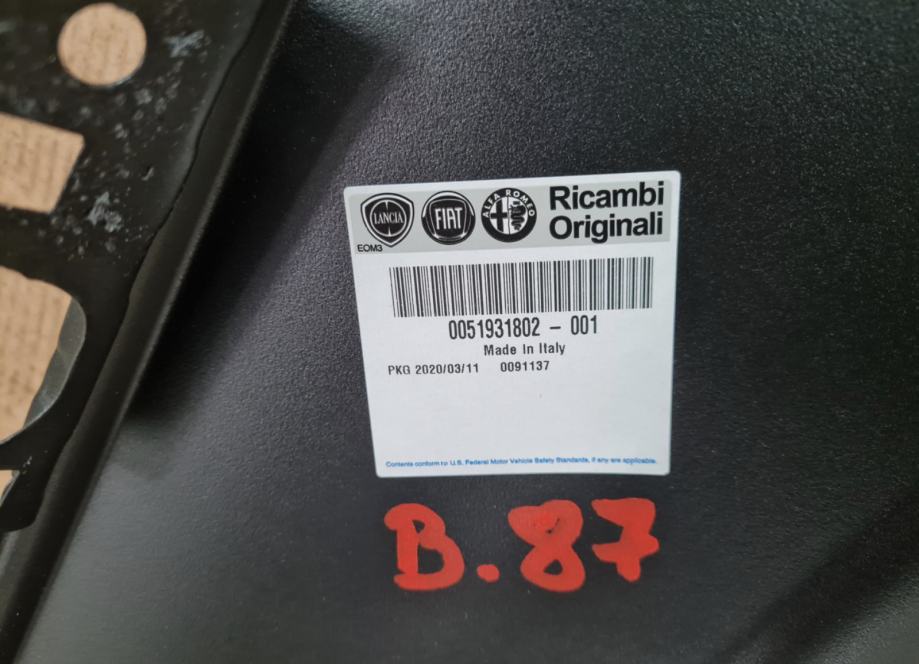 LANCIA
FIAT
ALFA ROMEO
Ricambi
Originali
EOM3
0051931802 - 001
Made In Italy
PKG 2020/03/11 0091137
Contents conform to: U.S. Federal Motor Vehicle Safety Standards, if any are applicable.
B.87